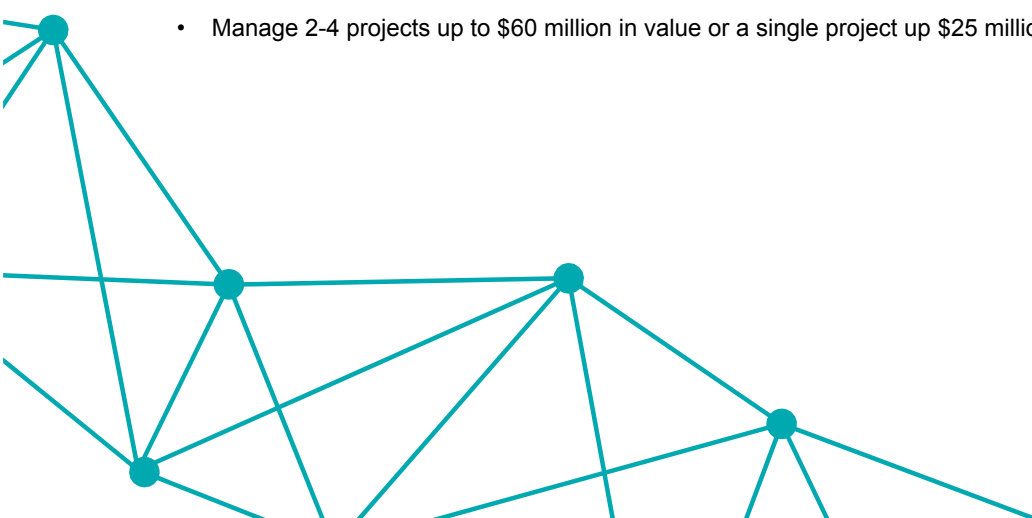 • Manage 2-4 projects up to $60 million in value or a single project up $25